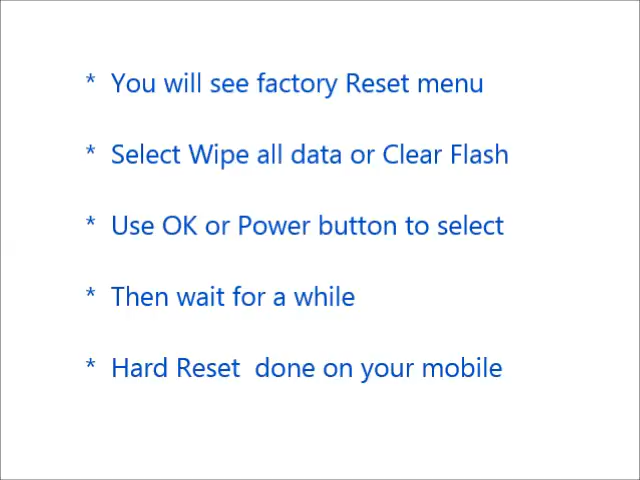 * You will see factory Reset menu
* Select Wipe all data or Clear Flash
* Use OK or Power button to select
* Then wait for a while
* Hard Reset  done on your mobile